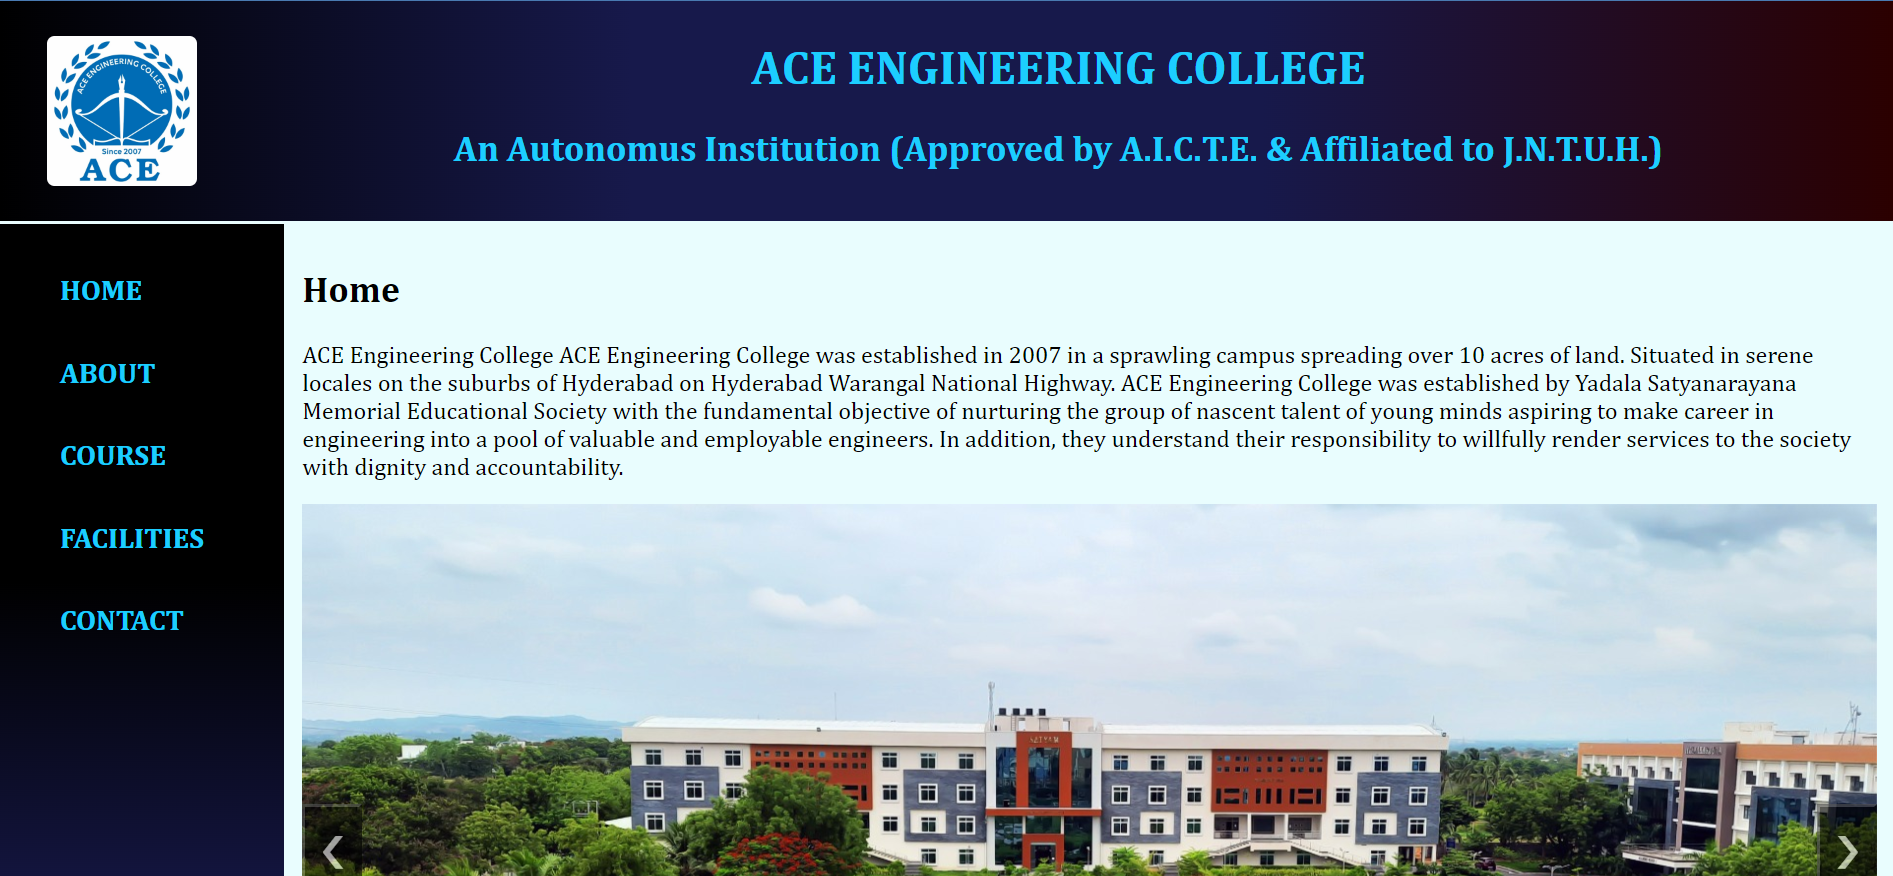 ACE ENGINEERING COLLEGE
Since 2007
ACE
ACE ENGINEERING COLLEGE
An Autonomus Institution (Approved by A.I.C.T.E. & Affiliated to J.N.T.U.H.)
HOME
ABOUT
COURSE
FACILITIES
CONTACT
Home
ACE Engineering College ACE Engineering College was established in 2007 in a sprawling campus spreading over 10 acres of land. Situated in serene
locales on the suburbs of Hyderabad on Hyderabad Warangal National Highway. ACE Engineering College was established by Yadala Satyanarayana
Memorial Educational Society with the fundamental objective of nurturing the group of nascent talent of young minds aspiring to make career in
engineering into a pool of valuable and employable engineers. In addition, they understand their responsibility to willfully render services to the society
with dignity and accountability.
SATYAM